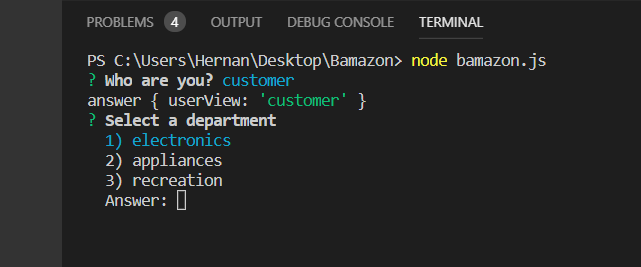 PROBLEMS 4 OUTPUT DEBUG CONSOLE TERMINAL
PS C:\Users\Hernan\Desktop\Bamazon> node bamazon.js
? Who are you? customer
answer { userView: 'customer' }
? Select a department
1) electronics
2) appliances
3) recreation
Answer: